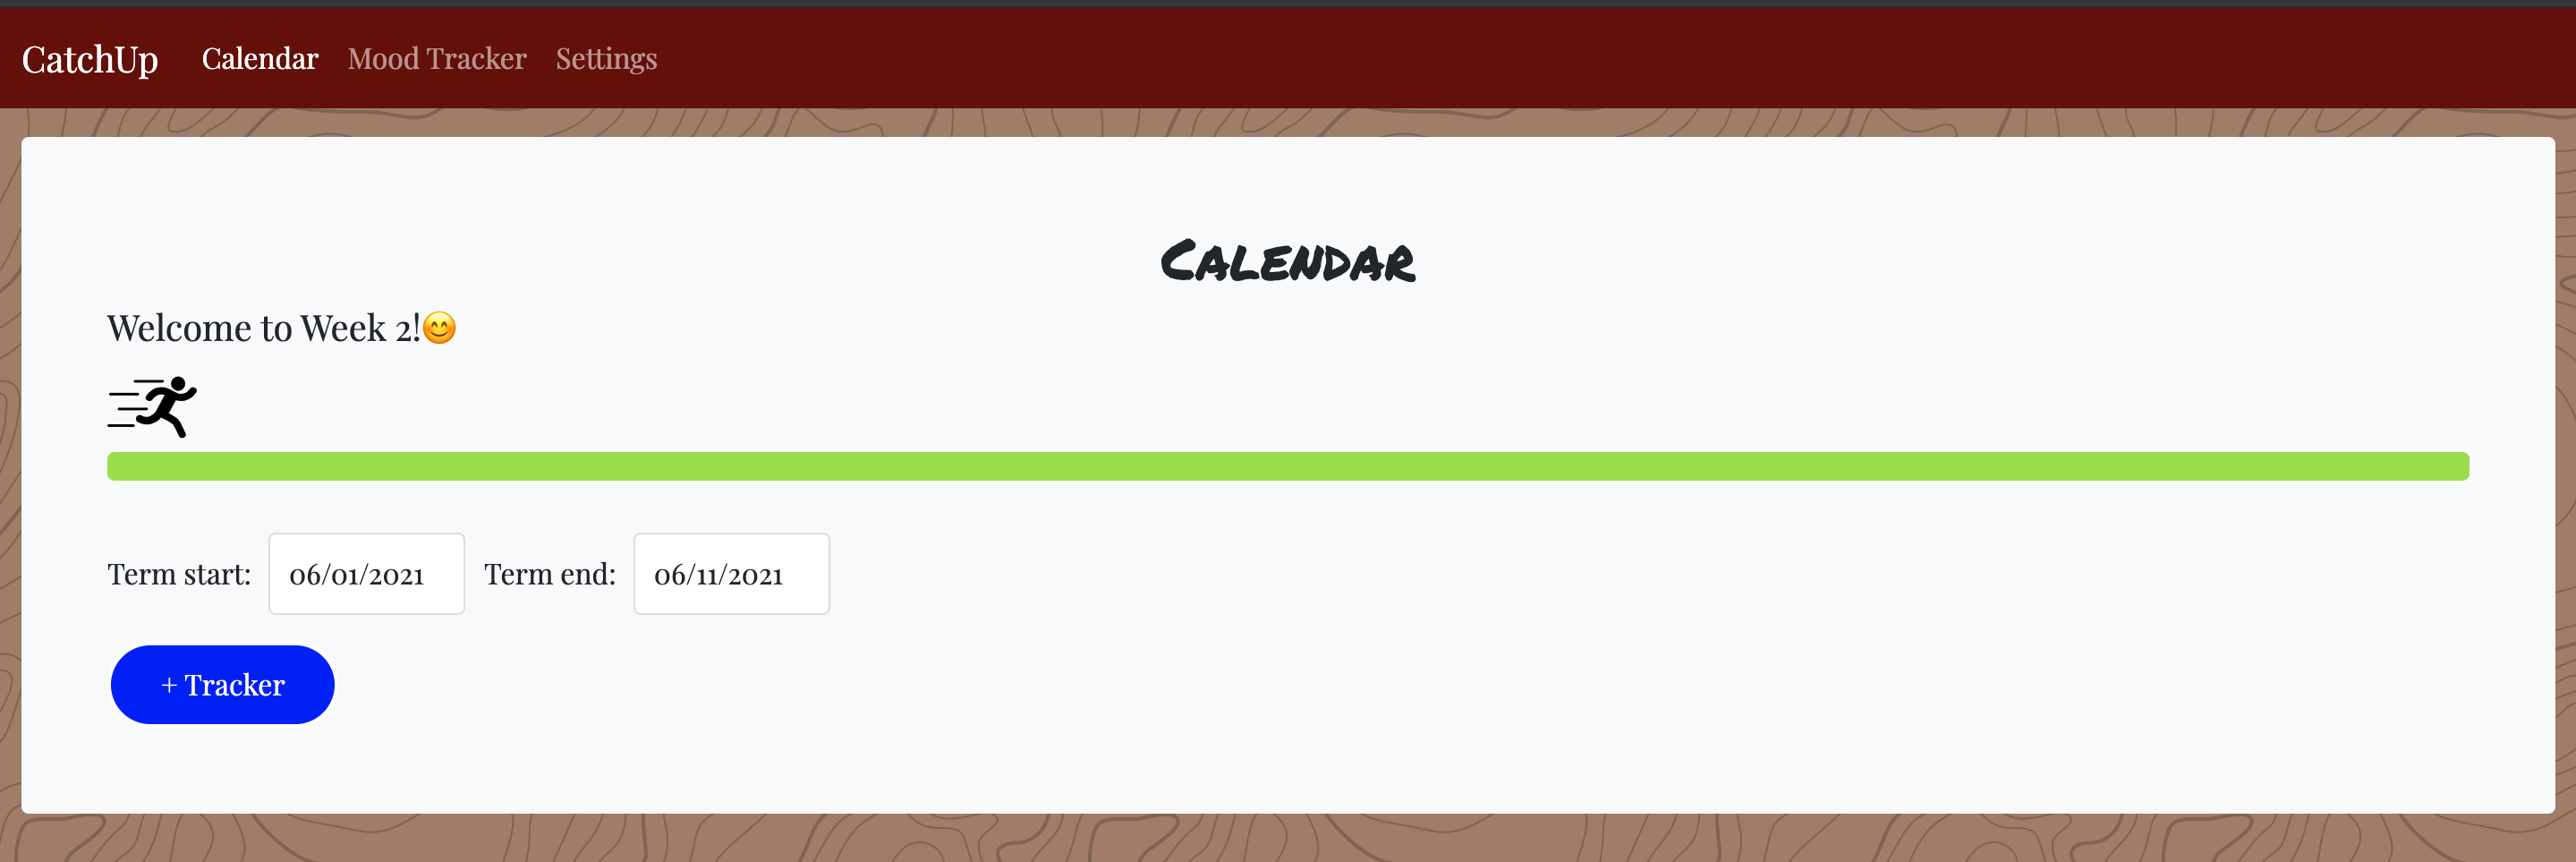 CatchUp Calendar Mood Tracker Settings
Calendar
Welcome to Week 2!😊
Term start: 06/01/2021 Term end: 06/11/2021
+ Tracker